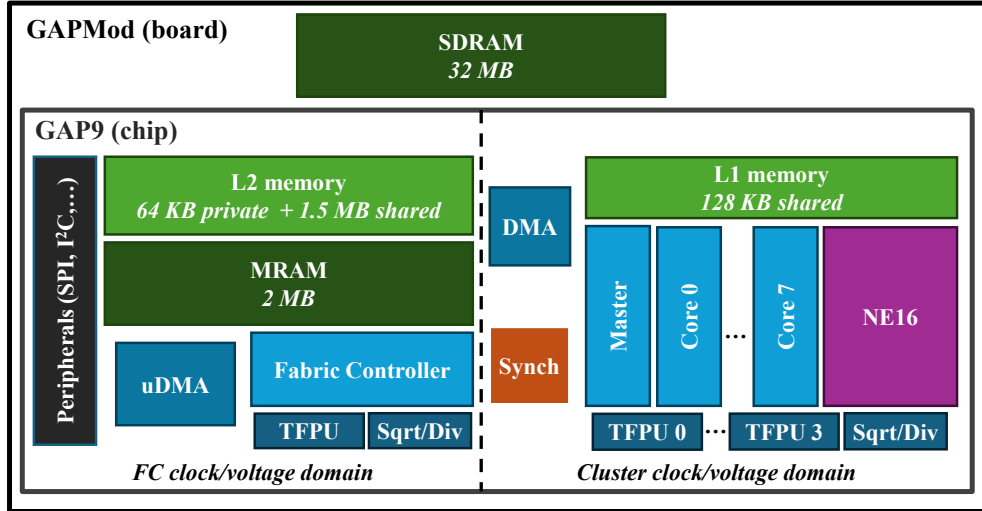 GAPMod (board)
SDRAM
32 MB
GAP9 (chip)
Peripherals (SPI, I²C,…)
L2 memory
64 KB private + 1.5 MB shared
MRAM
2 MB
uDMA
Fabric Controller
TFPU
Sqrt/Div
FC clock/voltage domain
DMA
Synch
L1 memory
128 KB shared
Master
Core 0
...
Core 7
NE16
TFPU 0
...
TFPU 3
Sqrt/Div
Cluster clock/voltage domain